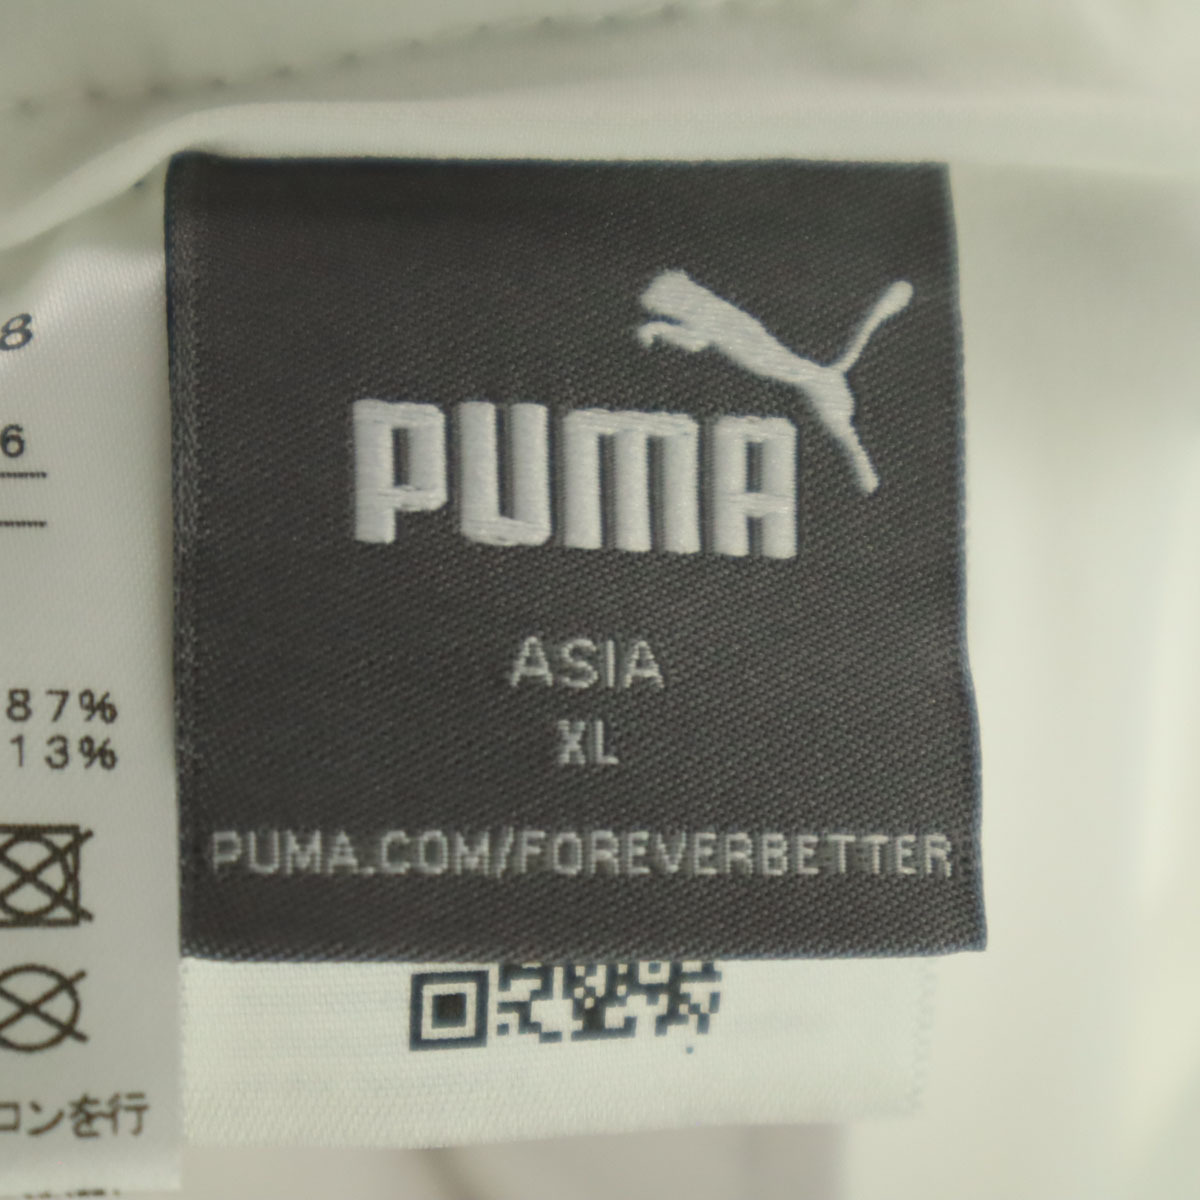 8
6
87%
13%
コンを行
PUMA
ASIA
XL
PUMA.COM/FOREVERBETTER